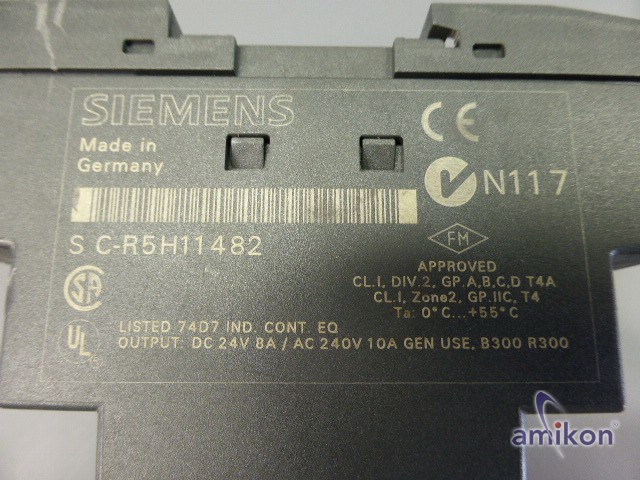 SIEMENS
Made in
Germany
CE
N117
S C-R5H11482
FM
APPROVED
CL.I, DIV.2, GP.A,B,C,D T4A
CL.I, Zone2, GP.IIC, T4
Ta: 0°C...+55°C
SA
UL
LISTED 74D7 IND. CONT. EQ
OUTPUT: DC 24V 8A / AC 240V 10A GEN USE, B300 R300
amikon